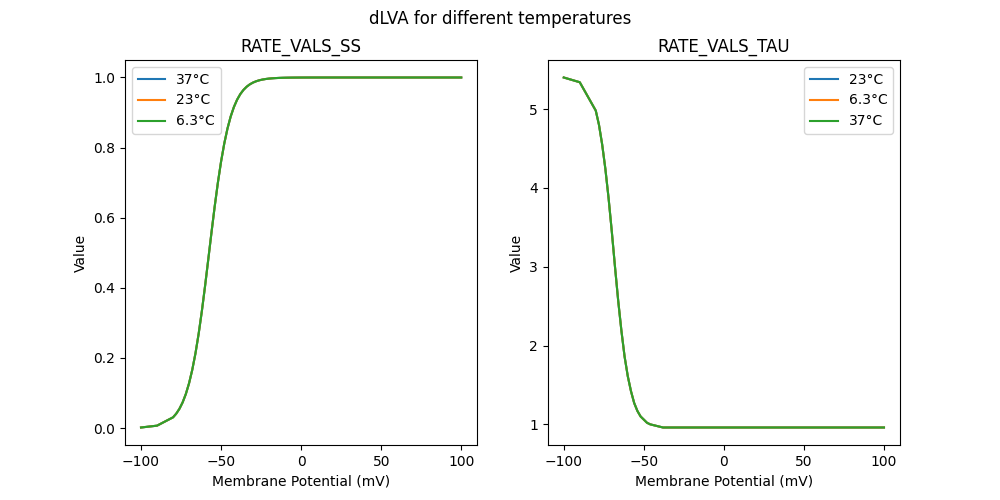 dLVA for different temperatures
RATE_VALS_SS
37°C
23°C
6.3°C
Value
1.0
0.8
0.6
0.4
0.2
0.0
−100
−50
0
50
100
Membrane Potential (mV)
RATE_VALS_TAU
23°C
6.3°C
37°C
Value
5
4
3
2
1
−100
−50
0
50
100
Membrane Potential (mV)